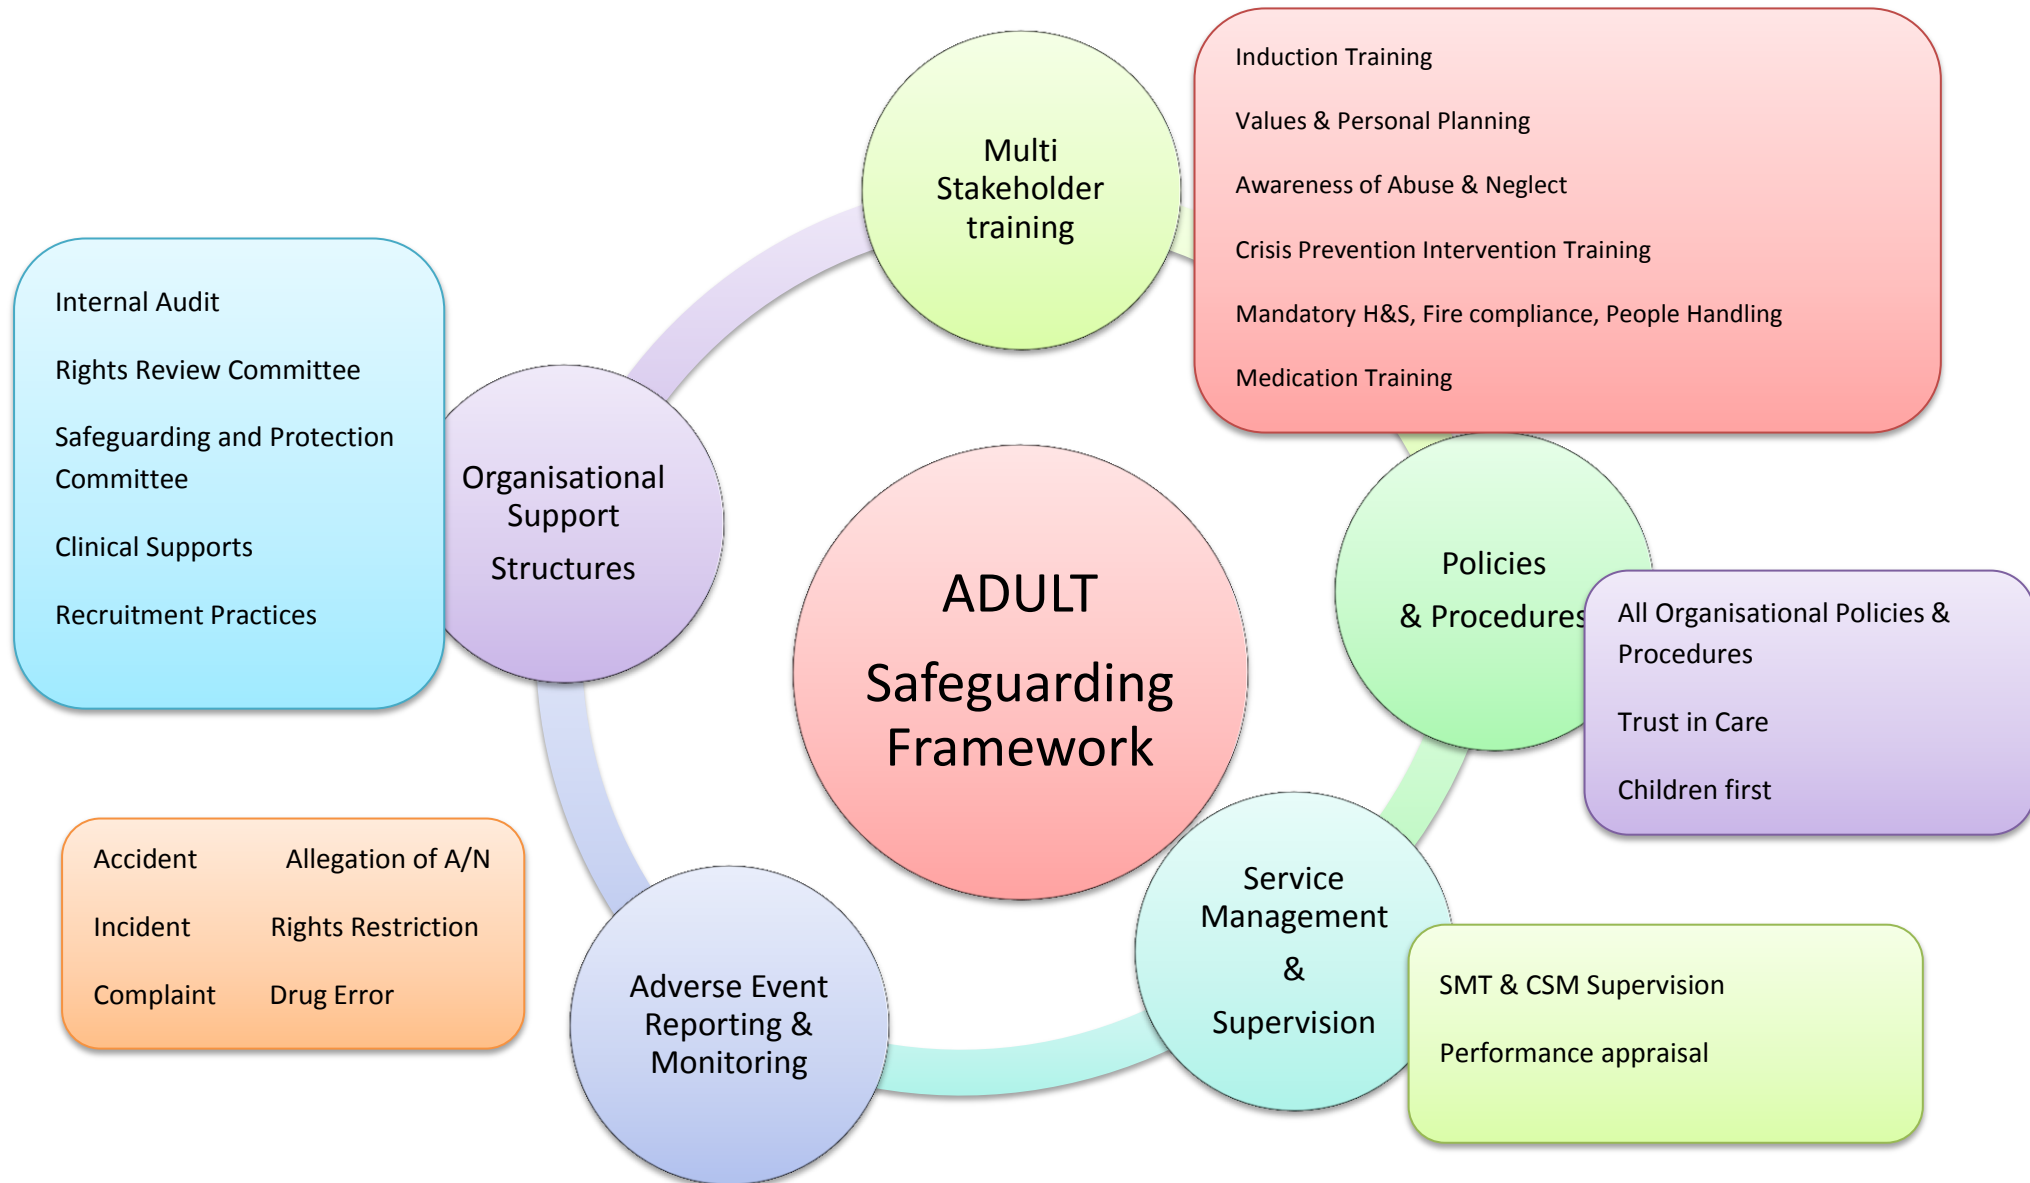 Multi
Stakeholder
training
Induction Training
Values & Personal Planning
Awareness of Abuse & Neglect
Crisis Prevention Intervention Training
Mandatory H&S, Fire compliance, People Handling
Medication Training
Internal Audit
Rights Review Committee
Safeguarding and Protection
Committee
Clinical Supports
Recruitment Practices
Organisational
Support
Structures
ADULT
Safeguarding
Framework
Policies
& Procedures
All Organisational Policies &
Procedures
Trust in Care
Children first
Accident Allegation of A/N
Incident Rights Restriction
Complaint Drug Error
Adverse Event
Reporting &
Monitoring
Service
Management
&
Supervision
SMT & CSM Supervision
Performance appraisal